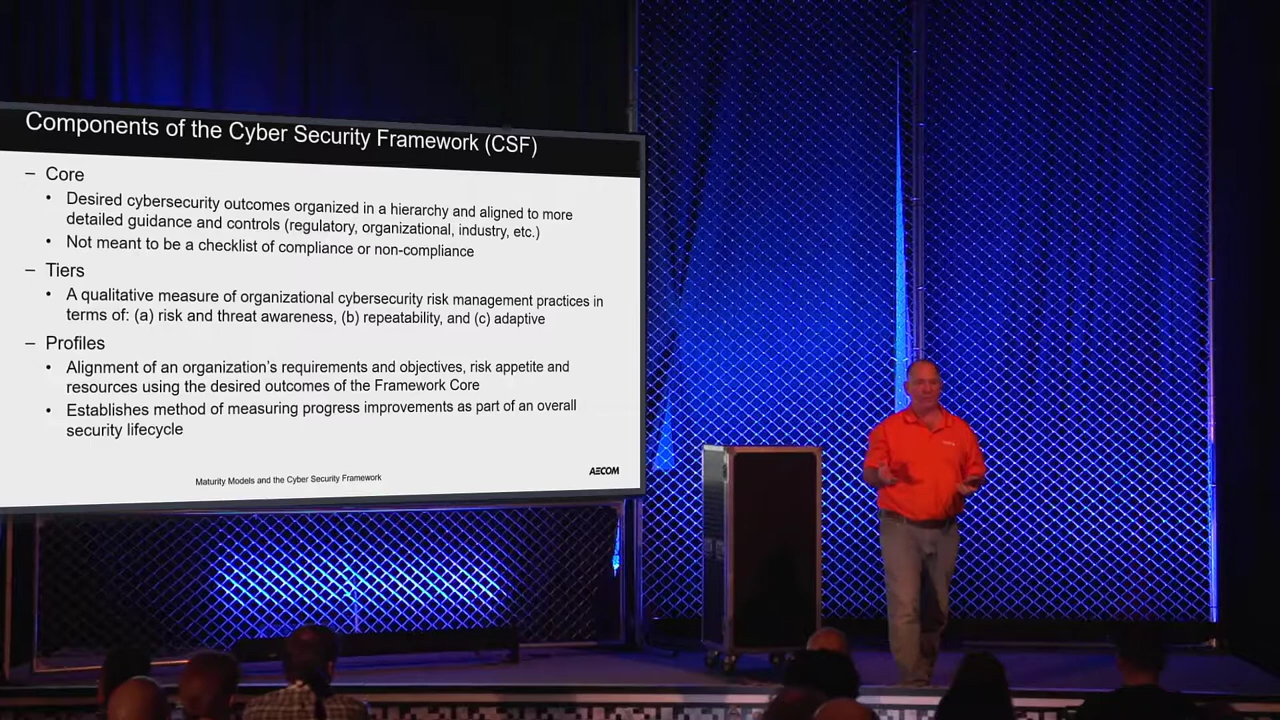 Components of the Cyber Security Framework (CSF)
– Core
• Desired cybersecurity outcomes organized in a hierarchy and aligned to more
detailed guidance and controls (regulatory, organizational, industry, etc.)
• Not meant to be a checklist of compliance or non-compliance
– Tiers
• A qualitative measure of organizational cybersecurity risk management practices in
terms of: (a) risk and threat awareness, (b) repeatability, and (c) adaptive
– Profiles
• Alignment of an organization’s requirements and objectives, risk appetite and
resources using the desired outcomes of the Framework Core
• Establishes method of measuring progress improvements as part of an overall
security lifecycle
Maturity Models and the Cyber Security Framework
AECOM